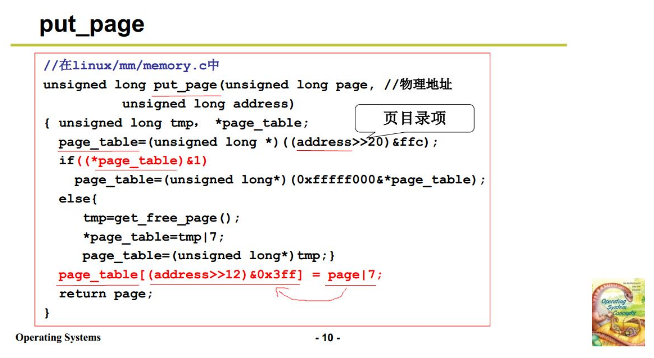 put_page
//在linux/mm/memory.c中
unsigned long put_page(unsigned long page, //物理地址
unsigned long address)
{ unsigned long tmp, *page_table;
页目录项
page_table=(unsigned long *)((address>>20)&ffc);
if((*page_table)&1)
page_table=(unsigned long*)(0xfffff000&*page_table);
else{
tmp=get_free_page();
*page_table=tmp|7;
page_table=(unsigned long*)tmp;}
page_table[(address>>12)&0x3ff] = page|7;
return page;
}
Operating
System
Concepts
Operating Systems
- 10 -